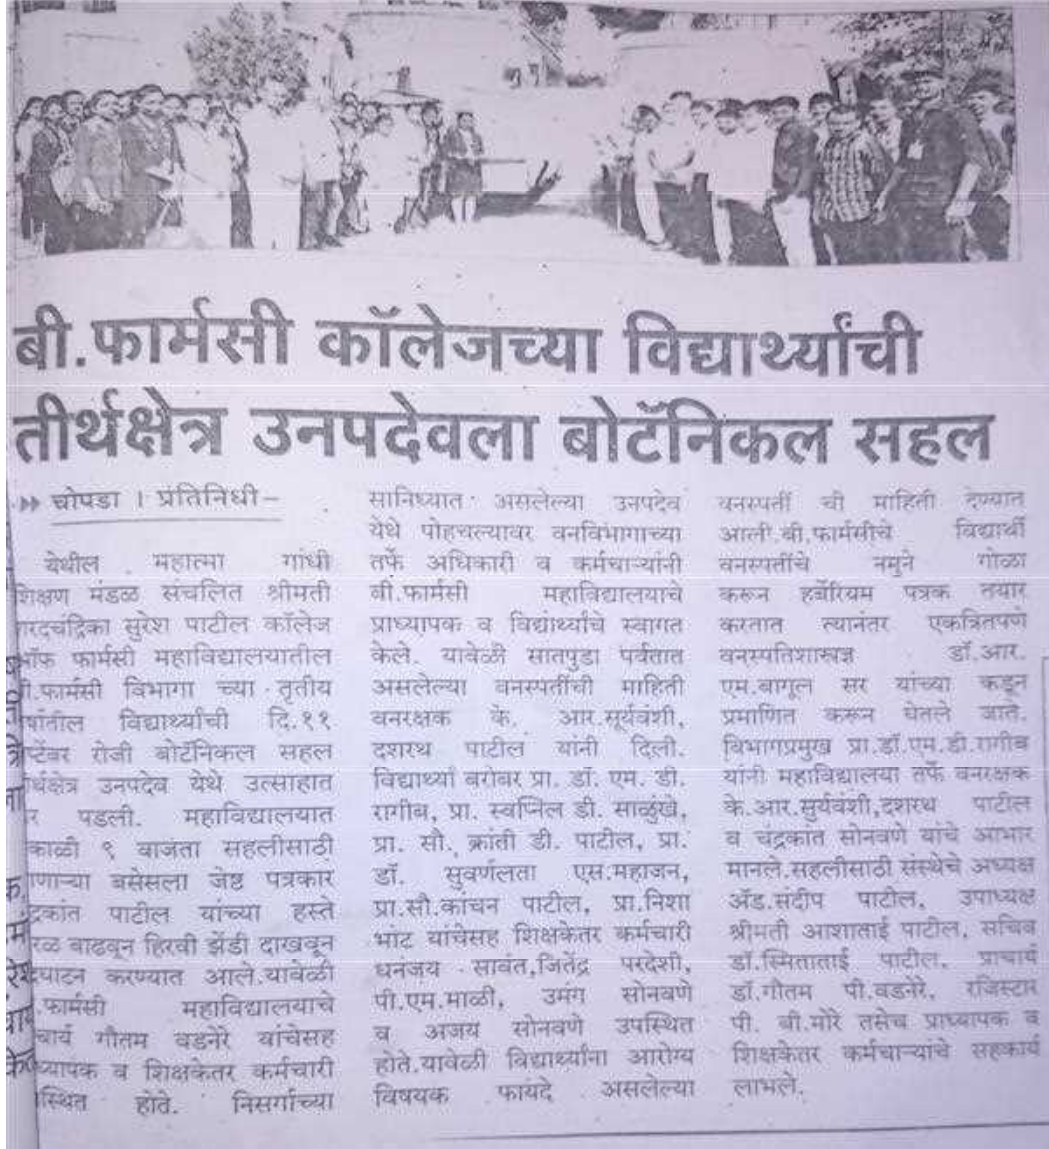 बी.फार्मसी कॉलेजच्या विद्यार्थ्यांची
तीर्थक्षेत्र उनपदेवला बोटॅनिकल सहल
›› चोपडा । प्रतिनिधी–
येथील महात्मा गांधी
शिक्षण मंडळ संचलित श्रीमती
रदचंद्रिका सुरेश पाटील कॉलेज
ऑफ फार्मसी महाविद्यालयातील
फार्मसी विभागा च्या तृतीय
विद्यार्थ्यांची दि.११
रोजी बोटॅनिकल सहल
उनपदेव येथे उत्साहात
पडली. महाविद्यालयात
९ वाजता सहलीसाठी
बसेसला जेष्ठ पत्रकार
पाटील यांच्या हस्ते
वाढवून हिरवी झेंडी दाखवून
करण्यात आले.यावेळी
.फार्मसी महाविद्यालयाचे
गौतम वडनेरे यांचेसह
व शिक्षकेतर कर्मचारी
होते. निसर्गाच्या
सानिध्यात असलेल्या उनपदेव
येथे पोहचल्यावर वनविभागाच्या
तर्फे अधिकारी व कर्मचाऱ्यांनी
बी.फार्मसी महाविद्यालयाचे
प्राध्यापक व विद्यांर्थ्यांचे स्वागत
केले. यावेळी सातपुडा पर्वतात
असलेल्या वनस्पतींची माहिती
वनरक्षक के. आर.सूर्यवंशी,
दशरथ पाटील यांनी दिली.
विद्यार्थ्यां बरोबर प्रा. डॉ. एम. डी.
रागीब, प्रा. स्वप्निल डी. साळुंखे,
प्रा. सौ. क्रांती डी. पाटील, प्रा.
डॉ. सुवर्णलता एस.महाजन,
प्रा.सौ.कांचन पाटील, प्रा.निशा
भाट यांचेसह शिक्षकेतर कर्मचारी
धनंजय सावंत,जितेंद्र परदेशी,
पी.एम.माळी, उमंग सोनवणे
व अजय सोनवणे उपस्थित
होते.यावेळी विद्यार्थ्यांना आरोग्य
विषयक फायदे असलेल्या
वनस्पतीं ची माहिती देण्यात
आली.बी.फार्मसीचे विद्यार्थी
वनस्पतींचे नमुने गोळा
करून हर्बेरियम पत्रक तयार
करतात त्यानंतर एकत्रितपणे
वनस्पतिशास्त्रज्ञ डॉ.आर.
एम.बागूल सर यांच्या कडून
प्रमाणित करून घेतले जाते.
विभागप्रमुख प्रा.डॉ.एम.डी.रागीब
यांनी महाविद्यालया तर्फे वनरक्षक
के.आर.सुर्यवंशी,दशरथ पाटील
व चंद्रकांत सोनवणे यांचे आभार
मानले.सहलीसाठी संस्थेचे अध्यक्ष
अॅड.संदीप पाटील, उपाध्यक्ष
श्रीमती आशाताई पाटील, सचिव
डॉ.स्मिताताई पाटील, प्राचार्य
डॉ.गौतम पी.वडनेरे, रजिस्टार
पी. बी.मोरे तसेच प्राध्यापक व
शिक्षकेतर कर्मचाऱ्यांचे सहकार्य
लाभले.